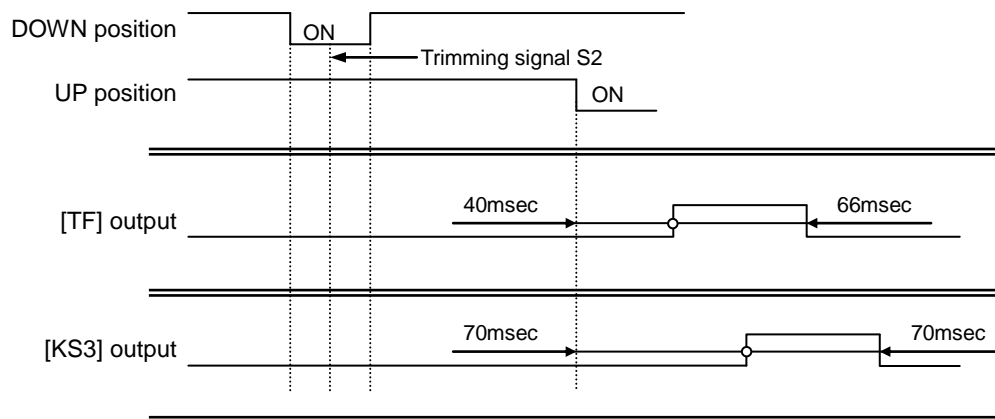 DOWN position
ON
Trimming signal S2
UP position
ON
[TF] output
40msec
66msec
[KS3] output
70msec
70msec